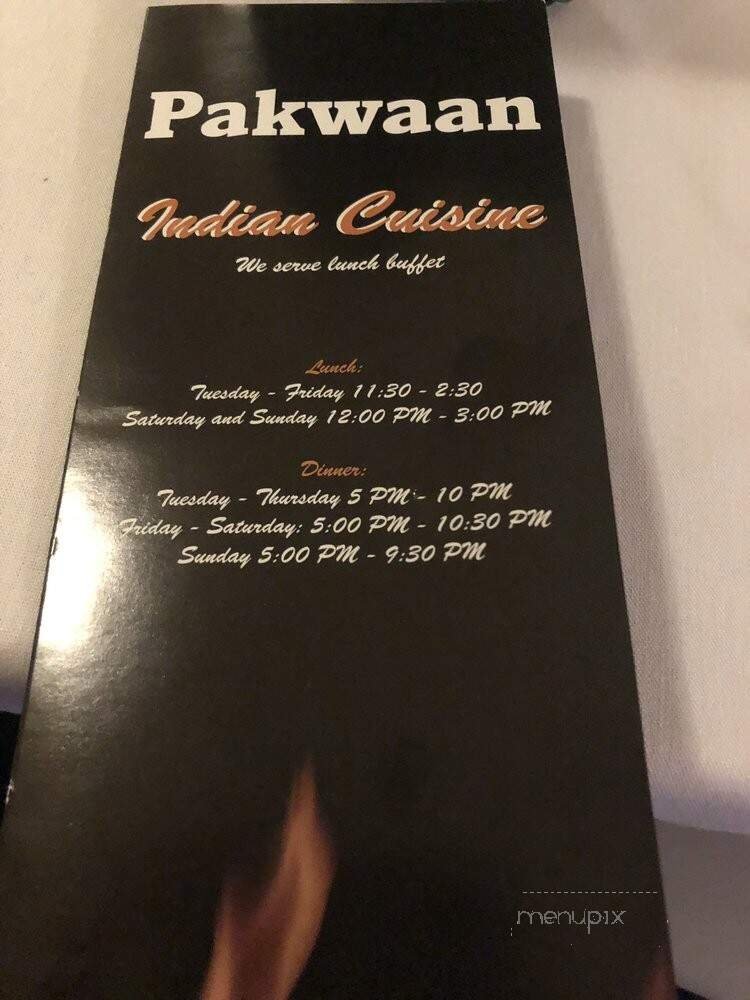 Pakwaan
Indian Cuisine
We serve lunch buffet
Lunch:
Tuesday - Friday 11:30 - 2:30
Saturday and Sunday 12:00 PM - 3:00 PM
Dinner:
Tuesday - Thursday 5 PM - 10 PM
Friday - Saturday: 5:00 PM - 10:30 PM
Sunday 5:00 PM - 9:30 PM
menupix